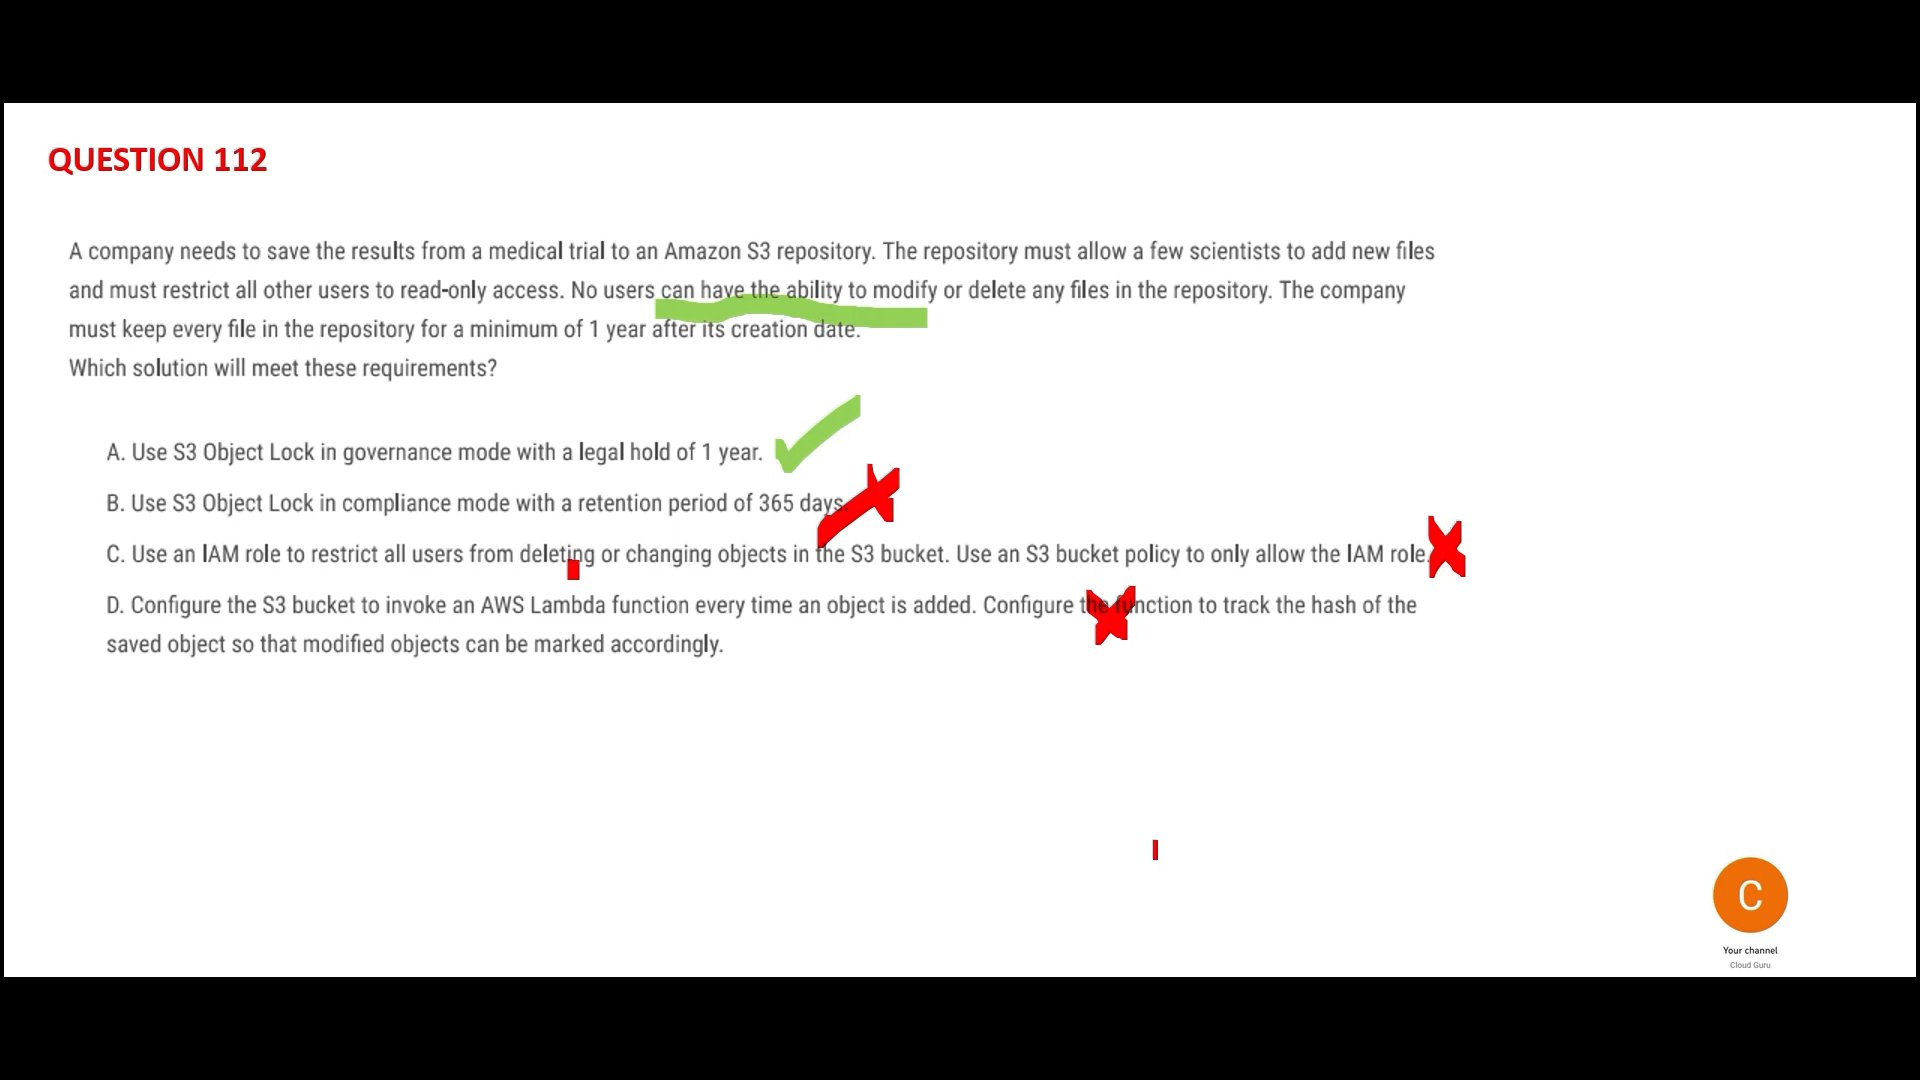 QUESTION 112
A company needs to save the results from a medical trial to an Amazon S3 repository. The repository must allow a few scientists to add new files
and must restrict all other users to read-only access. No users can have the ability to modify or delete any files in the repository. The company
must keep every file in the repository for a minimum of 1 year after its creation date.
Which solution will meet these requirements?
A. Use S3 Object Lock in governance mode with a legal hold of 1 year.
B. Use S3 Object Lock in compliance mode with a retention period of 365 days.
C. Use an IAM role to restrict all users from deleting or changing objects in the S3 bucket. Use an S3 bucket policy to only allow the IAM role.
D. Configure the S3 bucket to invoke an AWS Lambda function every time an object is added. Configure the function to track the hash of the
saved object so that modified objects can be marked accordingly.
C
Your channel
Cloud Guru